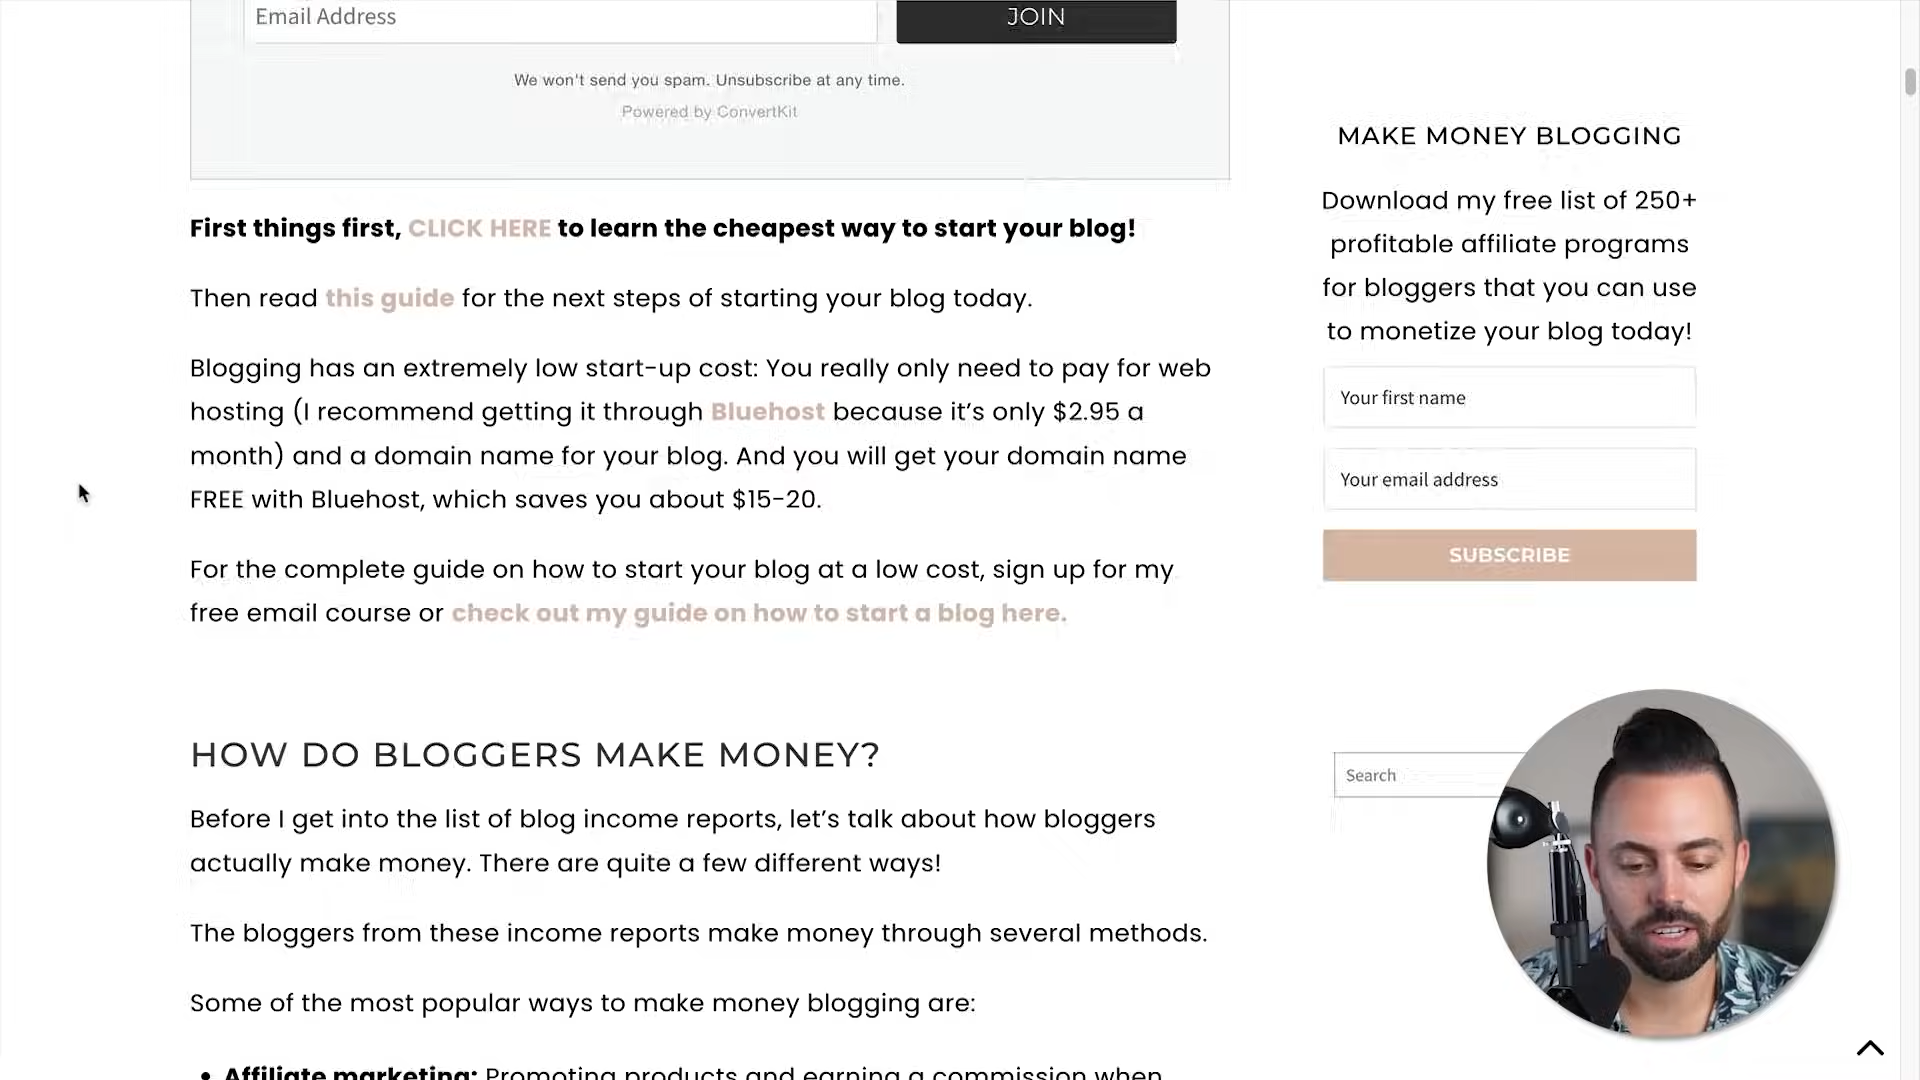 Email Address
JOIN
We won't send you spam. Unsubscribe at any time.
Powered by ConvertKit
First things first, CLICK HERE to learn the cheapest way to start your blog!
Then read this guide for the next steps of starting your blog today.
Blogging has an extremely low start-up cost: You really only need to pay for web
hosting (I recommend getting it through Bluehost because it’s only $2.95 a
month) and a domain name for your blog. And you will get your domain name
FREE with Bluehost, which saves you about $15-20.
For the complete guide on how to start your blog at a low cost, sign up for my
free email course or check out my guide on how to start a blog here.
HOW DO BLOGGERS MAKE MONEY?
Before I get into the list of blog income reports, let’s talk about how bloggers
actually make money. There are quite a few different ways!
The bloggers from these income reports make money through several methods.
Some of the most popular ways to make money blogging are:
• Affiliate marketing: Promoting products and earning a commission when
MAKE MONEY BLOGGING
Download my free list of 250+
profitable affiliate programs
for bloggers that you can use
to monetize your blog today!
Your first name
Your email address
SUBSCRIBE
Search